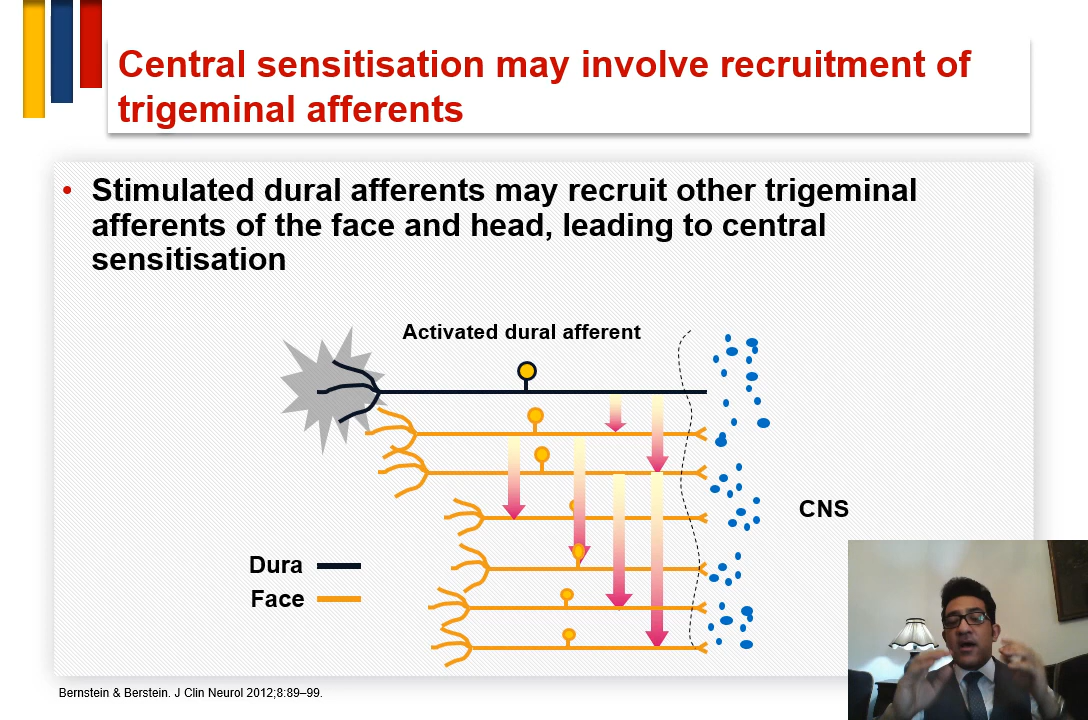 Central sensitisation may involve recruitment of
trigeminal afferents
• Stimulated dural afferents may recruit other trigeminal
afferents of the face and head, leading to central
sensitisation
Activated dural afferent
CNS
Dura
Face
Bernstein & Berstein. J Clin Neurol 2012;8:89–99.